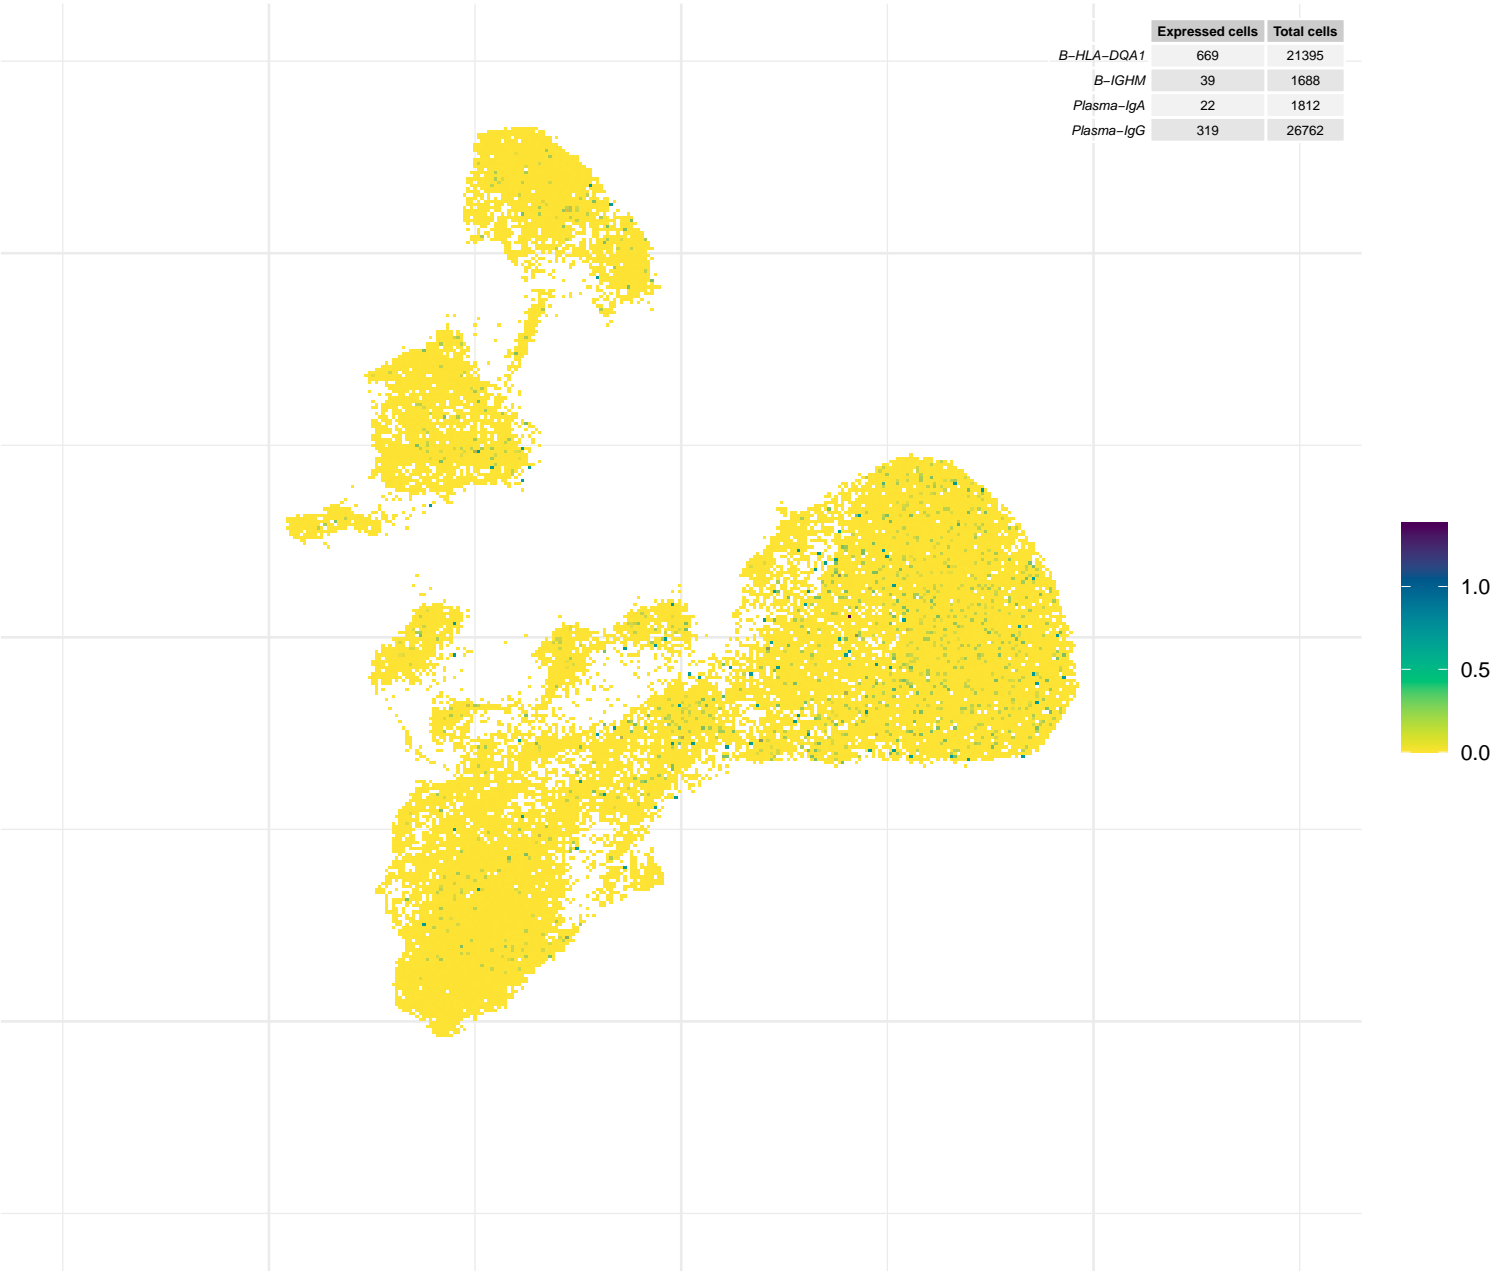 Expressed cells Total cells
B−HLA−DQA1 669 21395
B−IGHM 39 1688
Plasma−IgA 22 1812
Plasma−IgG 319 26762
1.0
0.5
0.0